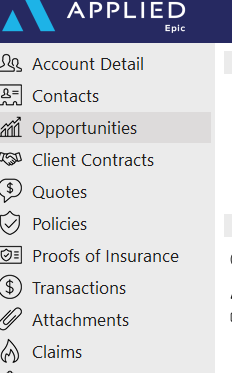 APPLIED
Epic
Account Detail
Contacts
Opportunities
Client Contracts
Quotes
Policies
Proofs of Insurance
Transactions
Attachments
Claims